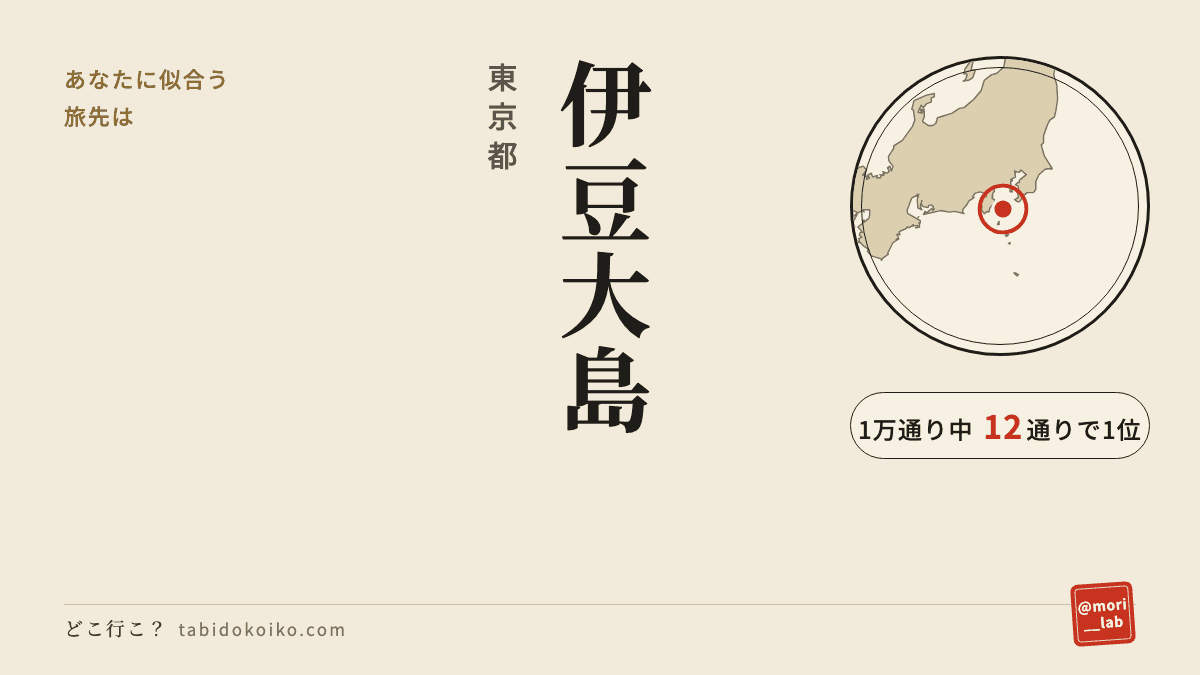 あなたに似合う
旅先は
伊豆大島
東京都
1万通り中 12通りで1位
どこ行こ？ tabidokoiko.com
@mori
__lab